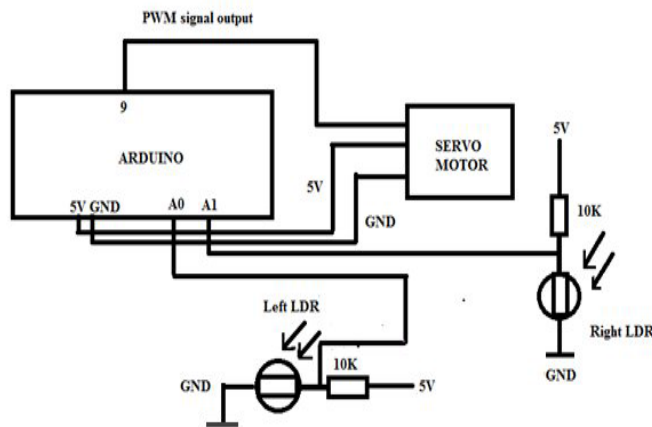 PWM signal output
9
ARDUINO
5V GND
A0
A1
SERVO
MOTOR
5V
GND
5V
10K
Right LDR
GND
Left LDR
10K
GND
5V